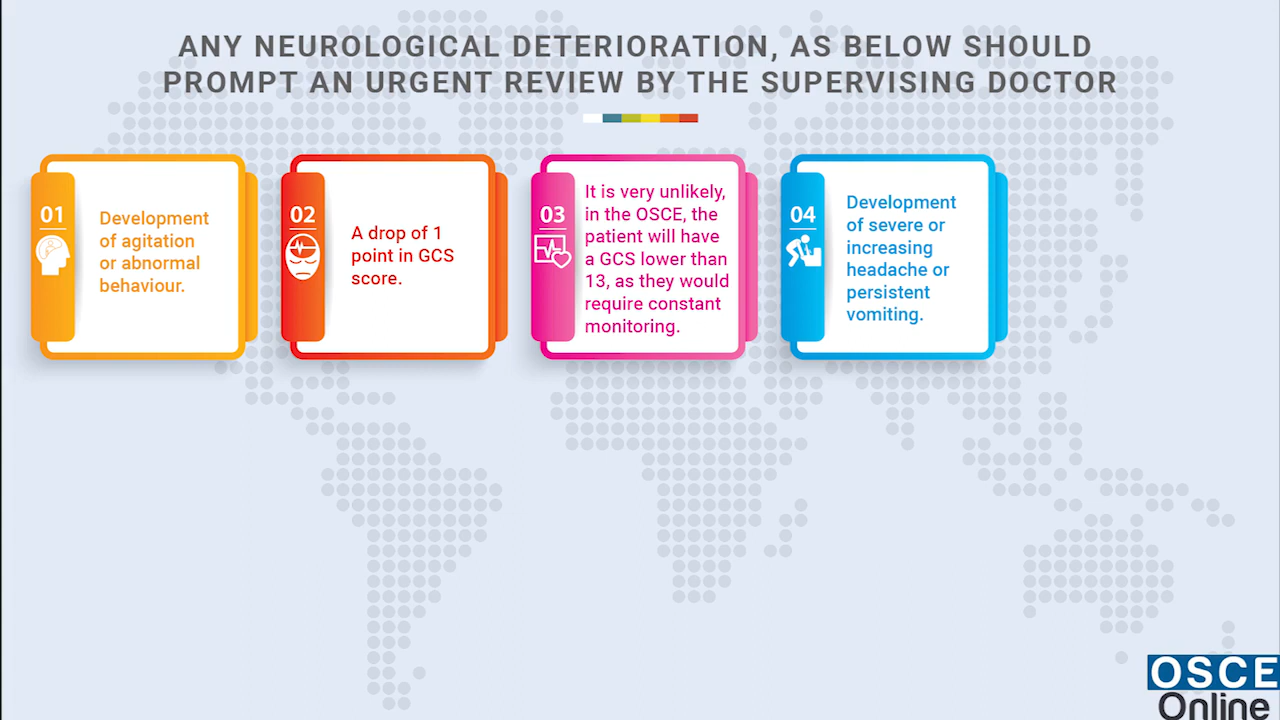 ANY NEUROLOGICAL DETERIORATION, AS BELOW SHOULD
PROMPT AN URGENT REVIEW BY THE SUPERVISING DOCTOR
01
Development
of agitation
or abnormal
behaviour.
02
A drop of 1
point in GCS
score.
03
It is very unlikely,
in the OSCE, the
patient will have
a GCS lower than
13, as they would
require constant
monitoring.
04
Development
of severe or
increasing
headache or
persistent
vomiting.
OSCE
Online